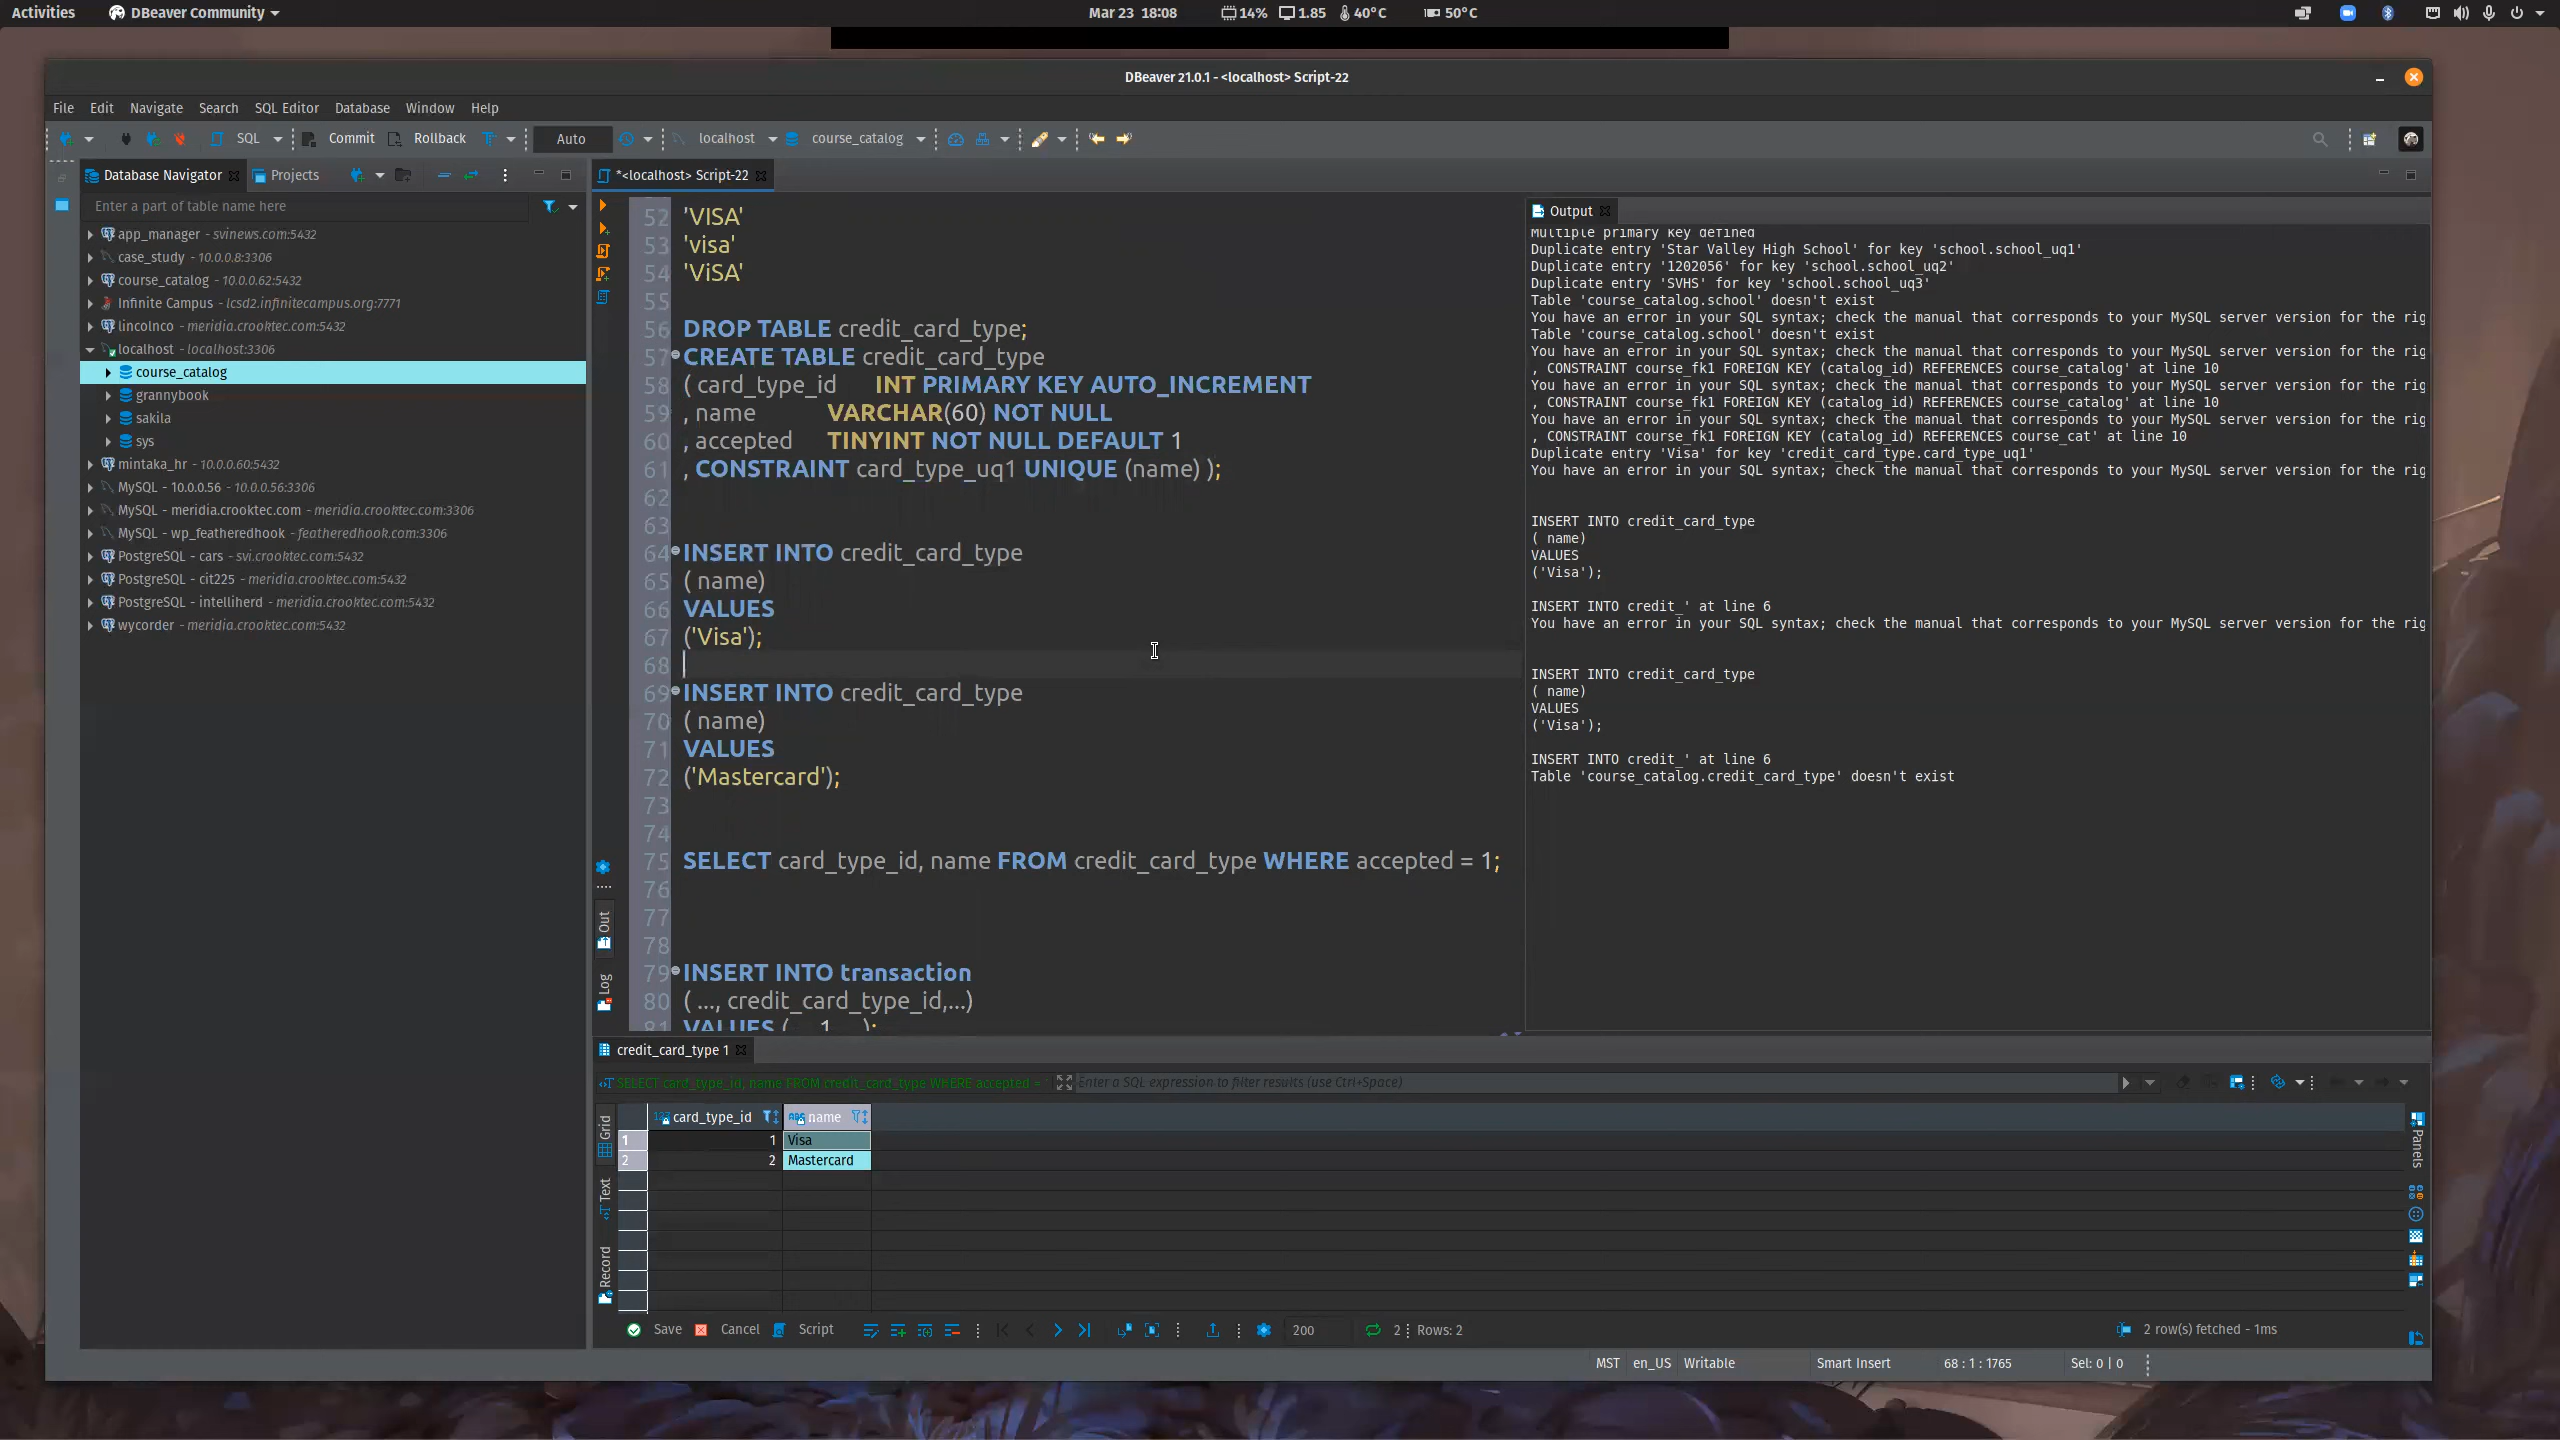 Activities
DBeaver Community
Mar 23 18:08
14%
1.85
40°C
50°C
DBeaver 21.0.1 - <localhost> Script-22
File Edit Navigate Search SQL Editor Database Window Help
SQL
Commit
Rollback
Auto
localhost
course_catalog
Database Navigator
Projects
Enter a part of table name here
app_manager - svinews.com:5432
case_study - 10.0.0.8:3306
course_catalog - 10.0.0.62:5432
Infinite Campus - lcsd2.infinitecampus.org:7771
lincolnco - meridia.crooktec.com:5432
localhost - localhost:3306
course_catalog
grannybook
sakila
sys
mintaka_hr - 10.0.0.60:5432
MySQL - 10.0.0.56 - 10.0.0.56:3306
MySQL - meridia.crooktec.com - meridia.crooktec.com:3306
MySQL - wp_featheredhook - featheredhook.com:3306
PostgreSQL - cars - svi.crooktec.com:5432
PostgreSQL - cit225 - meridia.crooktec.com:5432
PostgreSQL - intelliherd - meridia.crooktec.com:5432
wycorder - meridia.crooktec.com:5432
*<localhost> Script-22
52 'VISA'
53 'visa'
54 'ViSA'
55
56 DROP TABLE credit_card_type;
57 CREATE TABLE credit_card_type
58 ( card_type_id INT PRIMARY KEY AUTO_INCREMENT
59 , name VARCHAR(60) NOT NULL
60 , accepted TINYINT NOT NULL DEFAULT 1
61 , CONSTRAINT card_type_uq1 UNIQUE (name) );
62
63
64 INSERT INTO credit_card_type
65 ( name)
66 VALUES
67 ('Visa');
68
69 INSERT INTO credit_card_type
70 ( name)
71 VALUES
72 ('Mastercard');
73
74
75 SELECT card_type_id, name FROM credit_card_type WHERE accepted = 1;
76
77
78
79 INSERT INTO transaction
80 ( ..., credit_card_type_id,...)
81 VALUES (
1
);
Out
Log
Output
Multiple primary key defined
Duplicate entry 'Star Valley High School' for key 'school.school_uq1'
Duplicate entry '1202056' for key 'school.school_uq2'
Duplicate entry 'SVHS' for key 'school.school_uq3'
Table 'course_catalog.school' doesn't exist
You have an error in your SQL syntax; check the manual that corresponds to your MySQL server version for the rig
Table 'course_catalog.school' doesn't exist
You have an error in your SQL syntax; check the manual that corresponds to your MySQL server version for the rig
, CONSTRAINT course_fk1 FOREIGN KEY (catalog_id) REFERENCES course_catalog' at line 10
You have an error in your SQL syntax; check the manual that corresponds to your MySQL server version for the rig
, CONSTRAINT course_fk1 FOREIGN KEY (catalog_id) REFERENCES course_catalog' at line 10
You have an error in your SQL syntax; check the manual that corresponds to your MySQL server version for the rig
, CONSTRAINT course_fk1 FOREIGN KEY (catalog_id) REFERENCES course_cat' at line 10
Duplicate entry 'Visa' for key 'credit_card_type.card_type_uq1'
You have an error in your SQL syntax; check the manual that corresponds to your MySQL server version for the rig
INSERT INTO credit_card_type
( name)
VALUES
('Visa');
INSERT INTO credit_' at line 6
You have an error in your SQL syntax; check the manual that corresponds to your MySQL server version for the rig
INSERT INTO credit_card_type
( name)
VALUES
('Visa');
INSERT INTO credit_' at line 6
Table 'course_catalog.credit_card_type' doesn't exist
credit_card_type 1
SELECT card_type_id, name FROM credit_card_type WHERE accepted =
Enter a SQL expression to filter results (use Ctrl+Space)
Grid
Text
Record
Panels
123 card_type_id
ABC name
1 1 Visa
2 2 Mastercard
Save Cancel Script
200
2
Rows: 2
2 row(s) fetched - 1ms
MST
en_US
Writable
Smart Insert
68 : 1 : 1765
Sel: 0 | 0